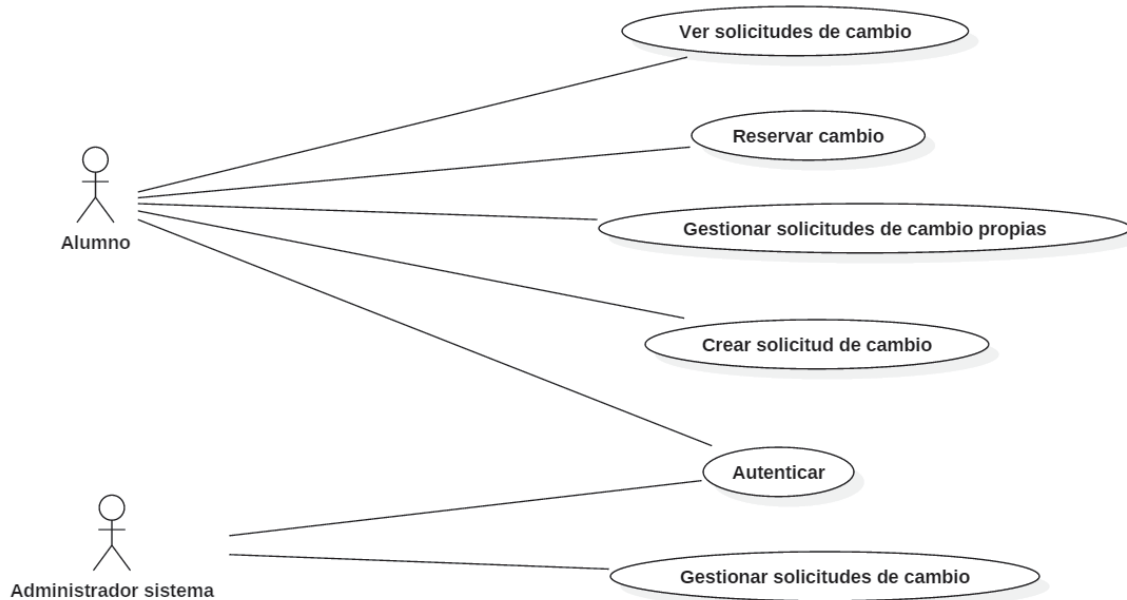 Ver solicitudes de cambio
Reservar cambio
Gestionar solicitudes de cambio propias
Alumno
Crear solicitud de cambio
Autenticar
Gestionar solicitudes de cambio
Administrador sistema